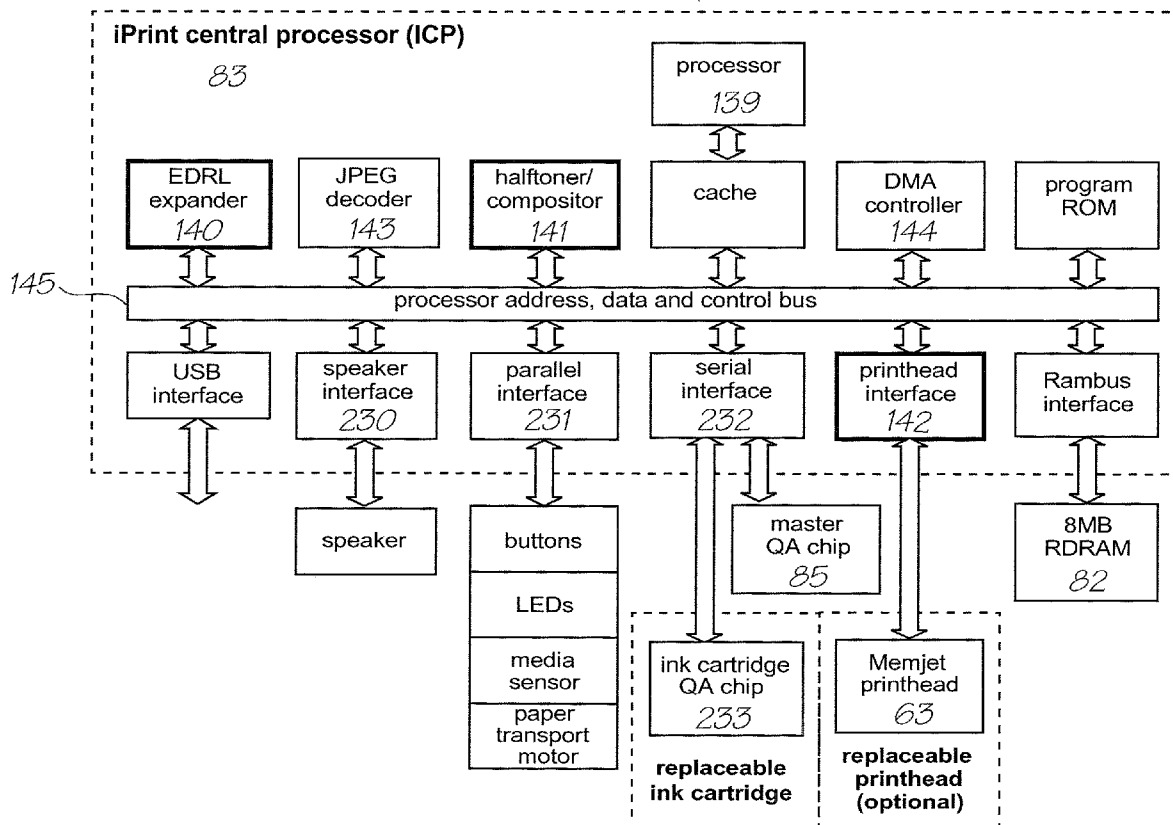 iPrint central processor (ICP)
83
processor
139
EDRL
expander
140
JPEG
decoder
143
halftoner/
compositor
141
cache
DMA
controller
144
program
ROM
145
processor address, data and control bus
USB
interface
speaker
interface
230
parallel
interface
231
serial
interface
232
printhead
interface
142
Rambus
interface
speaker
buttons
LEDs
media
sensor
paper
transport
motor
master
QA chip
85
8MB
RDRAM
82
ink cartridge
QA chip
233
replaceable
ink cartridge
Memjet
printhead
63
replaceable
printhead
(optional)